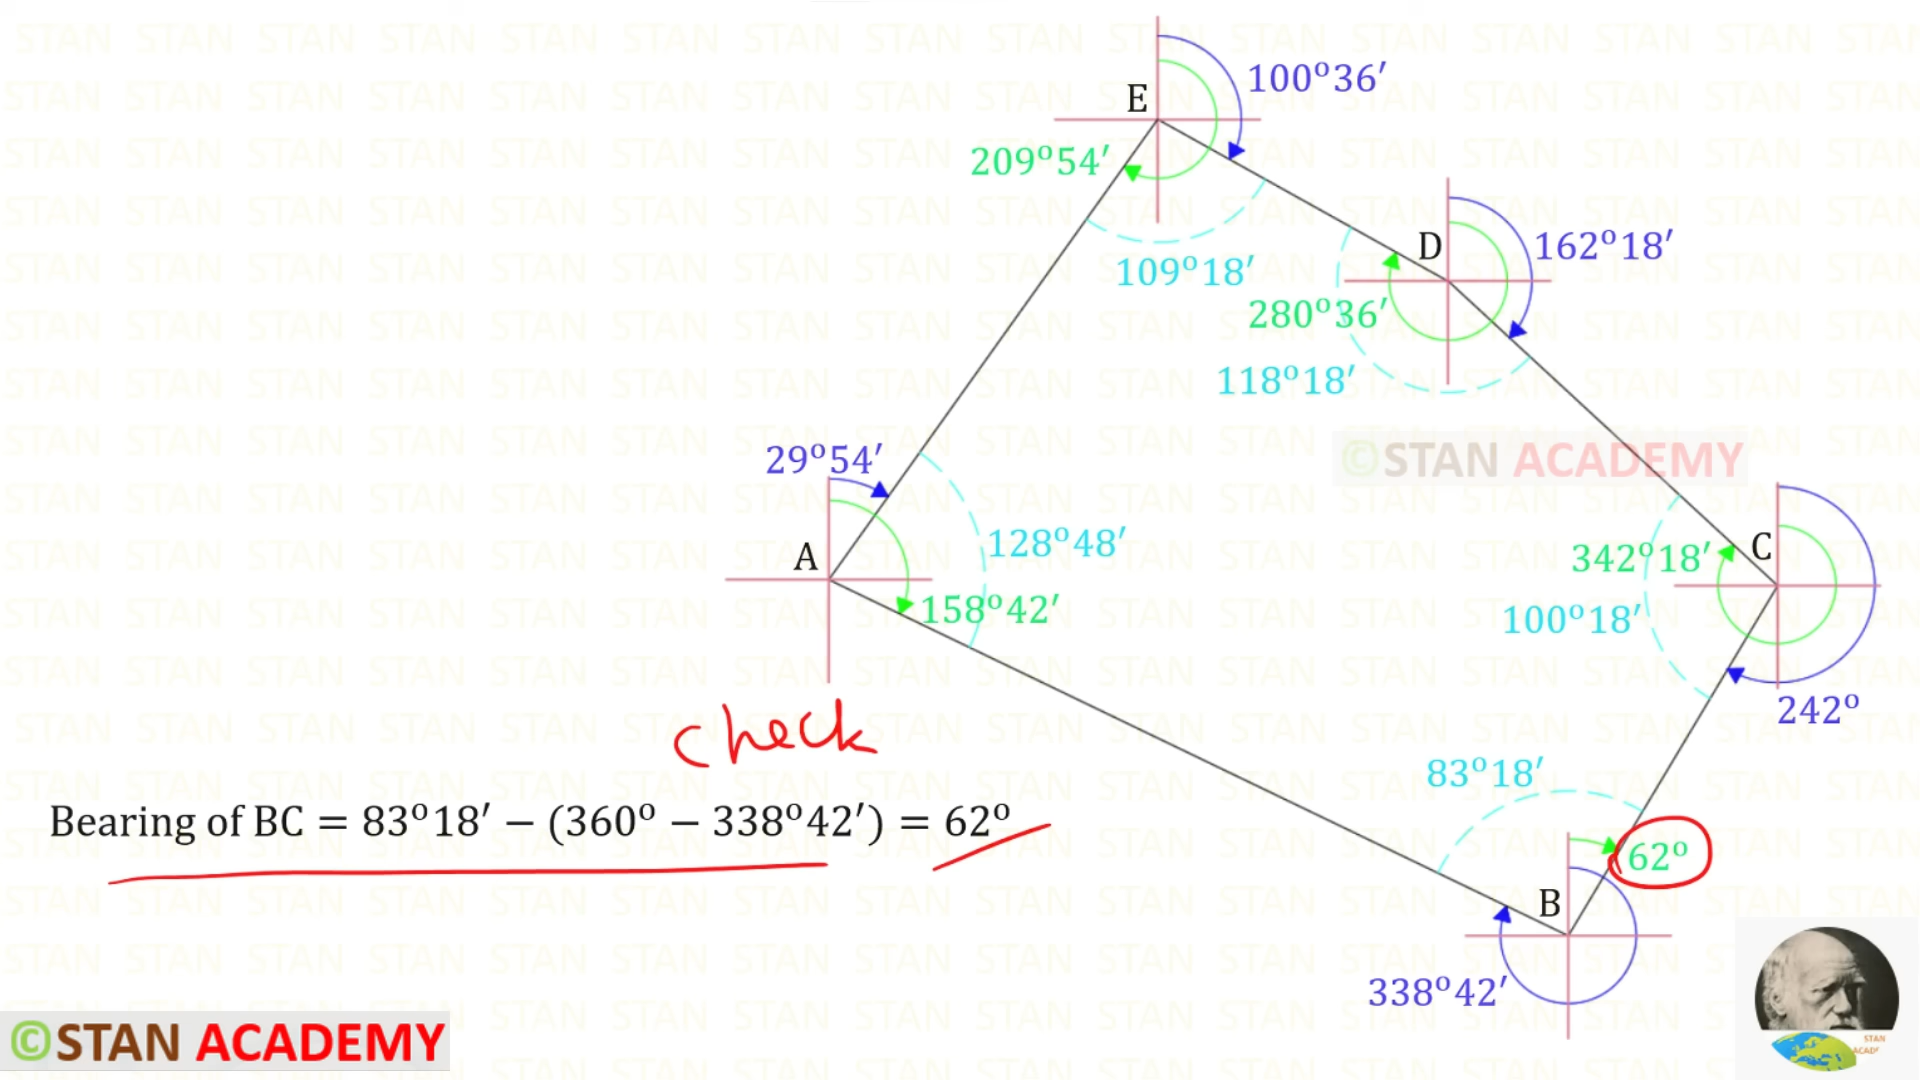 E
100°36′
209°54′
109°18′
D
162°18′
280°36′
118°18′
©STAN ACADEMY
29°54′
A
128°48′
158°42′
342°18′
C
100°18′
242°
check
83°18′
Bearing of BC = 83°18′ − (360° − 338°42′) = 62°
62°
B
338°42′
©STAN ACADEMY
STAN